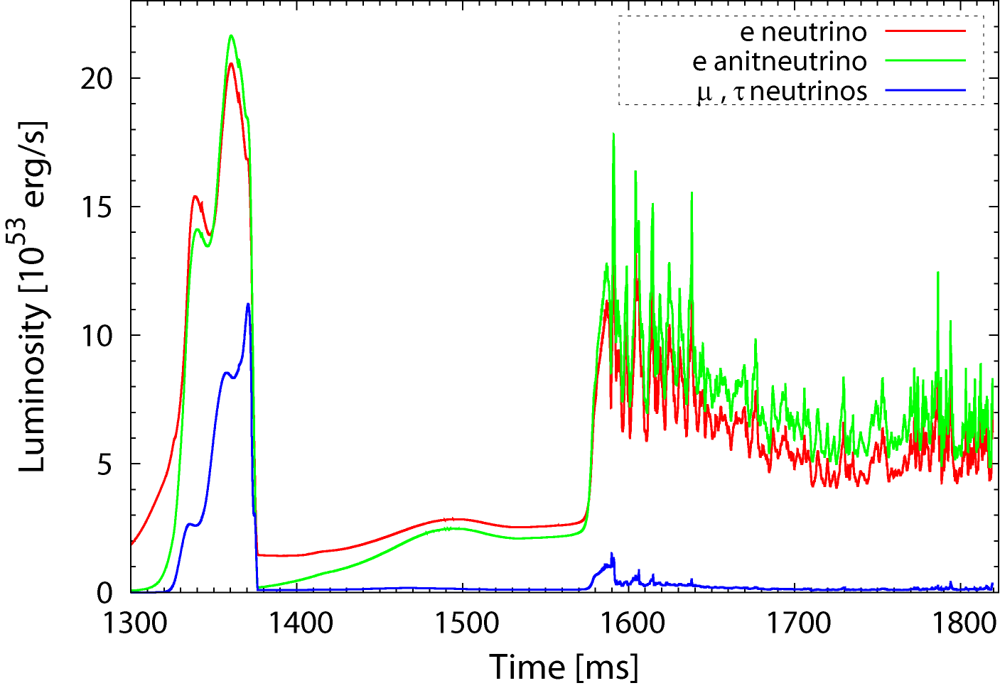 e neutrino
e anitneutrino
μ , τ neutrinos
20
15
10
5
0
Luminosity [10^53 erg/s]
1300 1400 1500 1600 1700 1800
Time [ms]